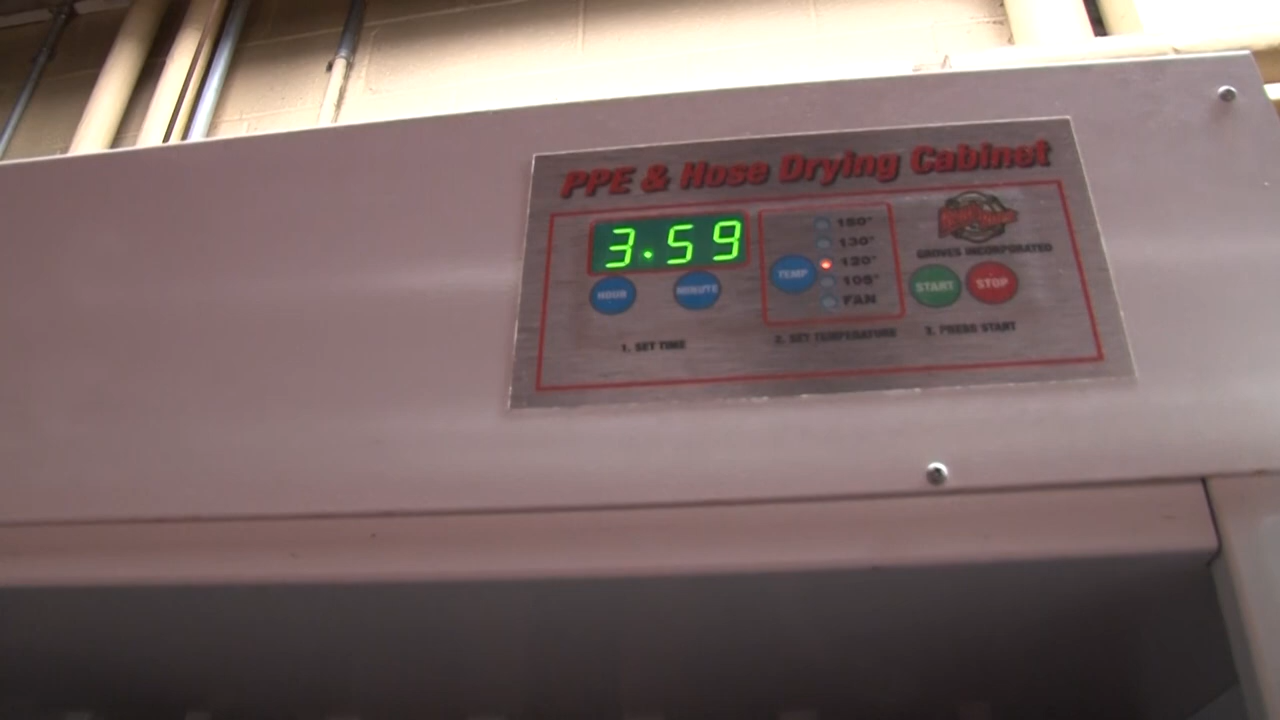 PPE & Hose Drying Cabinet
3.59
HOUR
MINUTE
1. SET TIME
TEMP
150°
130°
120°
105°
FAN
2. SET TEMPERATURE
GROVES INCORPORATED
START
STOP
3. PRESS START